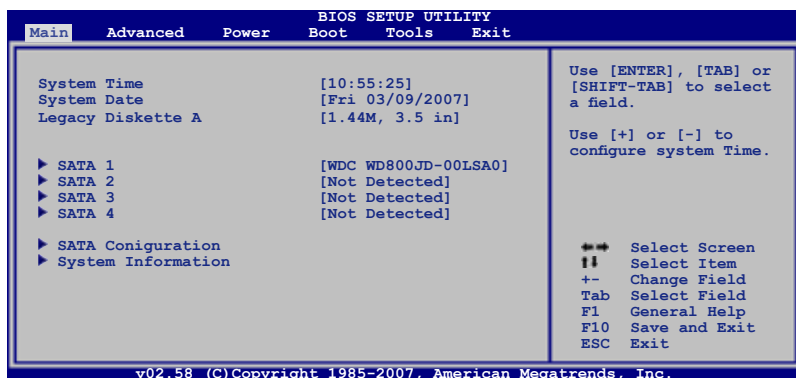 BIOS SETUP UTILITY
Main Advanced Power Boot Tools Exit
System Time [10:55:25]
System Date [Fri 03/09/2007]
Legacy Diskette A [1.44M, 3.5 in]
SATA 1 [WDC WD800JD-00LSA0]
SATA 2 [Not Detected]
SATA 3 [Not Detected]
SATA 4 [Not Detected]
SATA Coniguration
System Information
Use [ENTER], [TAB] or
[SHIFT-TAB] to select
a field.
Use [+] or [-] to
configure system Time.
Select Screen
Select Item
+- Change Field
Tab Select Field
F1 General Help
F10 Save and Exit
ESC Exit
v02.58 (C)Copyright 1985-2007, American Megatrends, Inc.